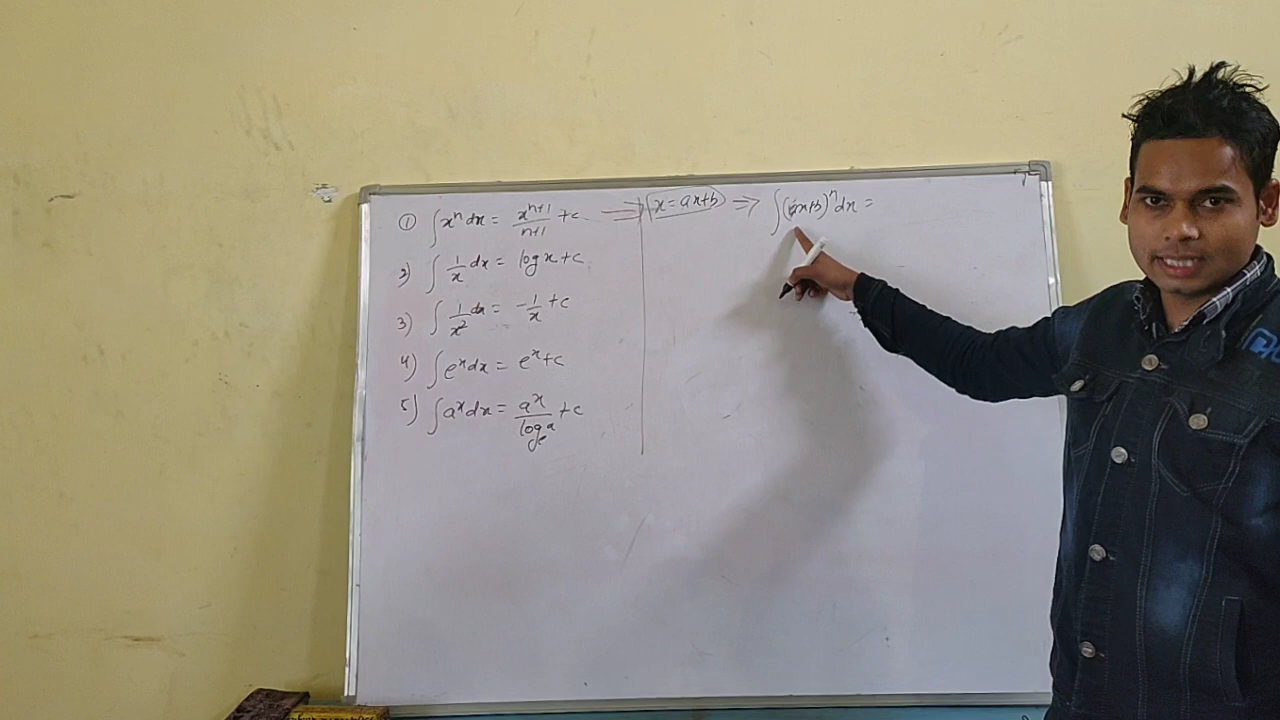 ① ∫xⁿ dx = xⁿ⁺¹/n+1 + c ⇒ (x = ax+b) ⇒ ∫(ax+b)ⁿ dx =
2) ∫ 1/x dx = log x + c
3) ∫ 1/x² dx = -1/x + c
4) ∫eˣ dx = eˣ + c
5) ∫aˣ dx = aˣ/logₑa + c